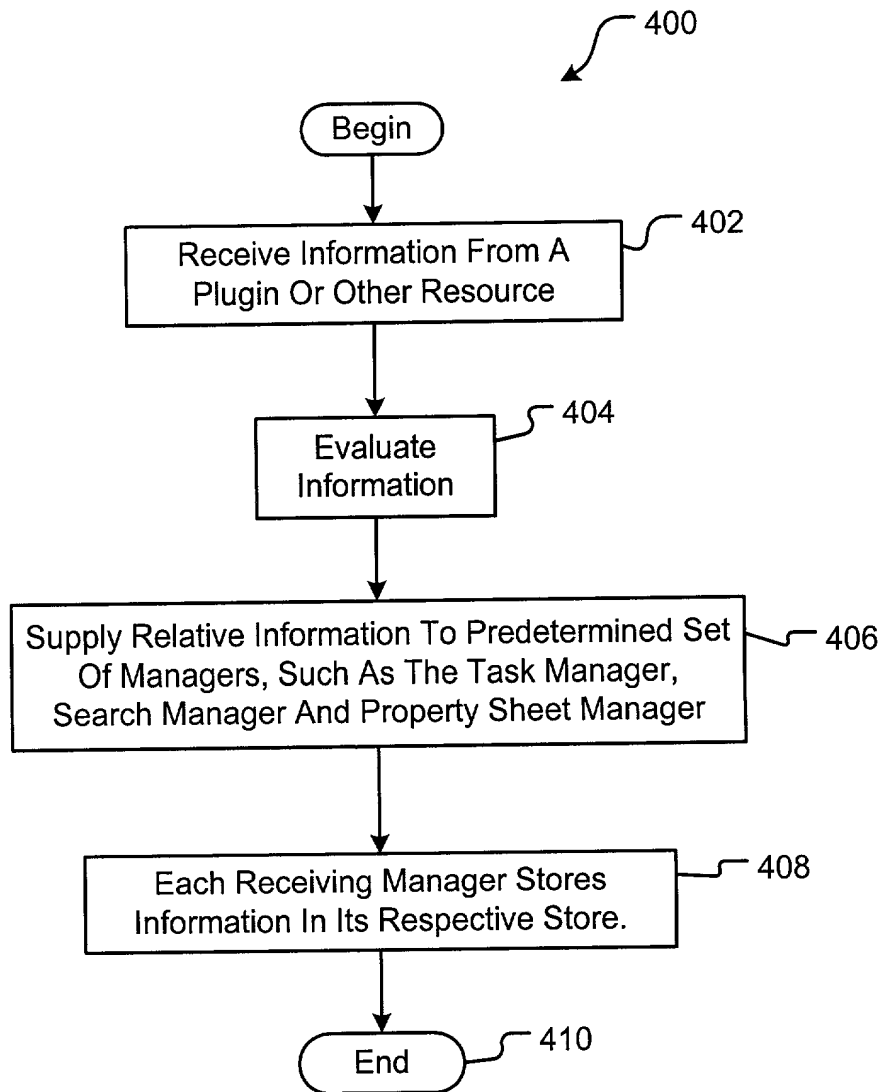 400
Begin
402
Receive Information From A
Plugin Or Other Resource
404
Evaluate
Information
406
Supply Relative Information To Predetermined Set
Of Managers, Such As The Task Manager,
Search Manager And Property Sheet Manager
408
Each Receiving Manager Stores
Information In Its Respective Store.
End
410